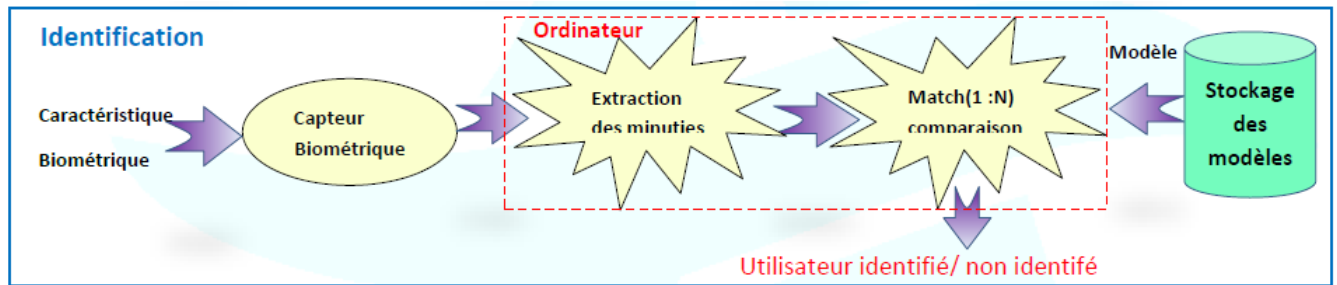 Identification
Ordinateur
Caractéristique
Biométrique
Capteur
Biométrique
Extraction
des minuties
Match(1 :N)
comparaison
Modèle
Stockage
des
modèles
Utilisateur identifié/ non identifé